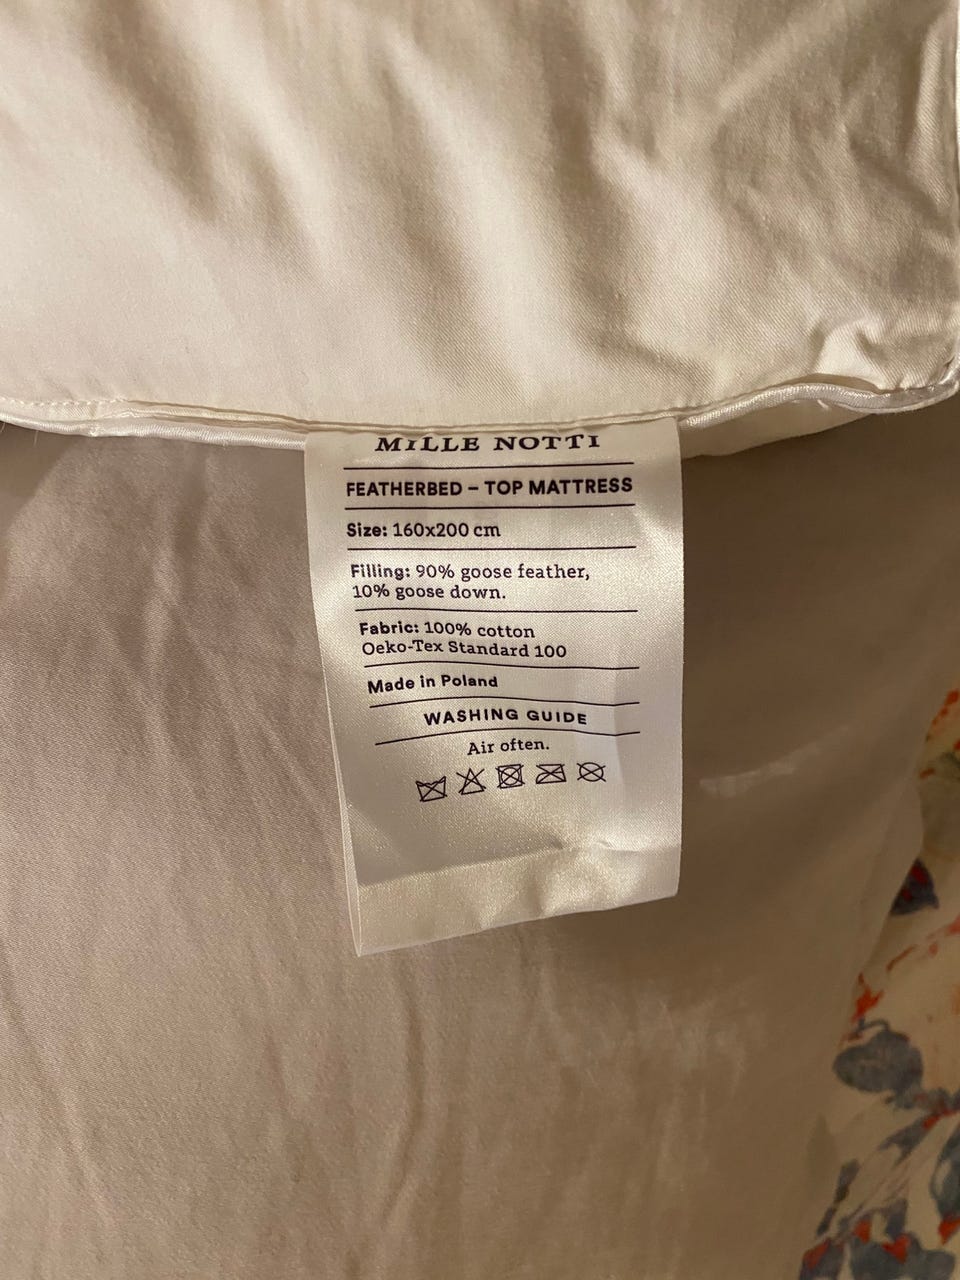 MILLE NOTTI
FEATHERBED – TOP MATTRESS
Size: 160x200 cm
Filling: 90% goose feather,
10% goose down.
Fabric: 100% cotton
Oeko-Tex Standard 100
Made in Poland
WASHING GUIDE
Air often.